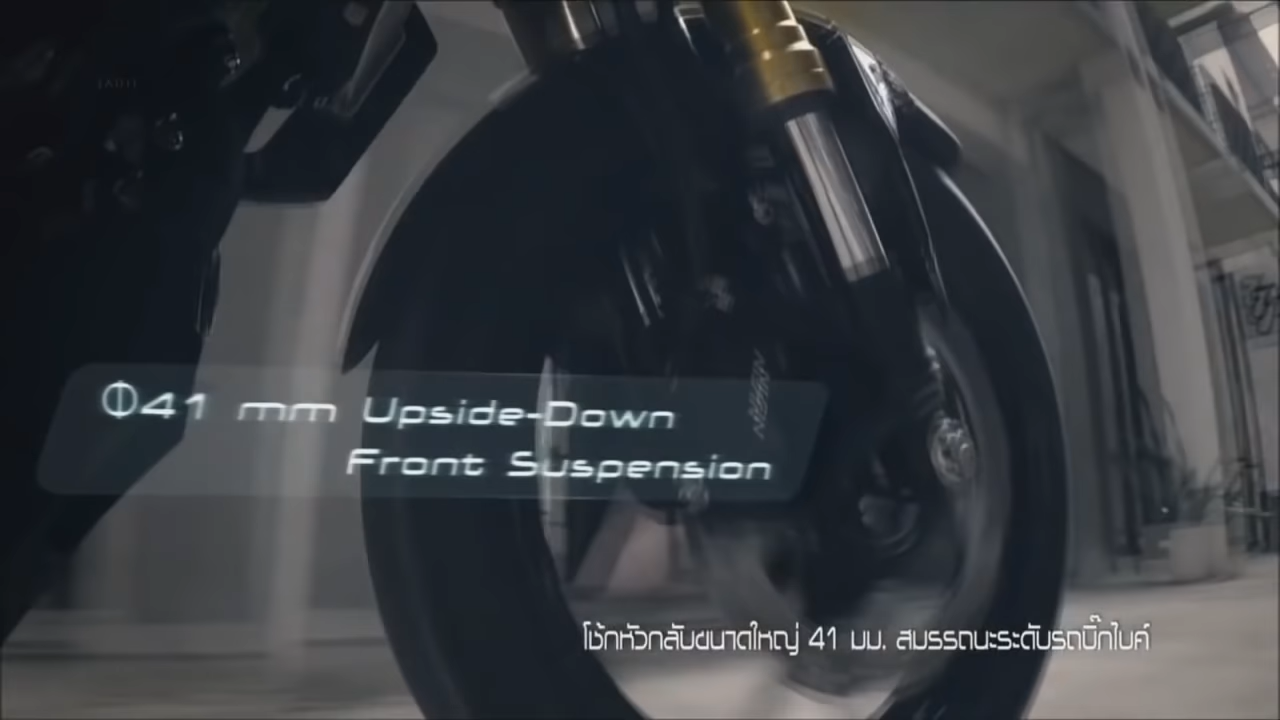 Φ41 mm Upside-Down
Front Suspension
โช้กหัวกลับขนาดใหญ่ 41 มม. สมรรถนะระดับรถบิ๊กไบค์